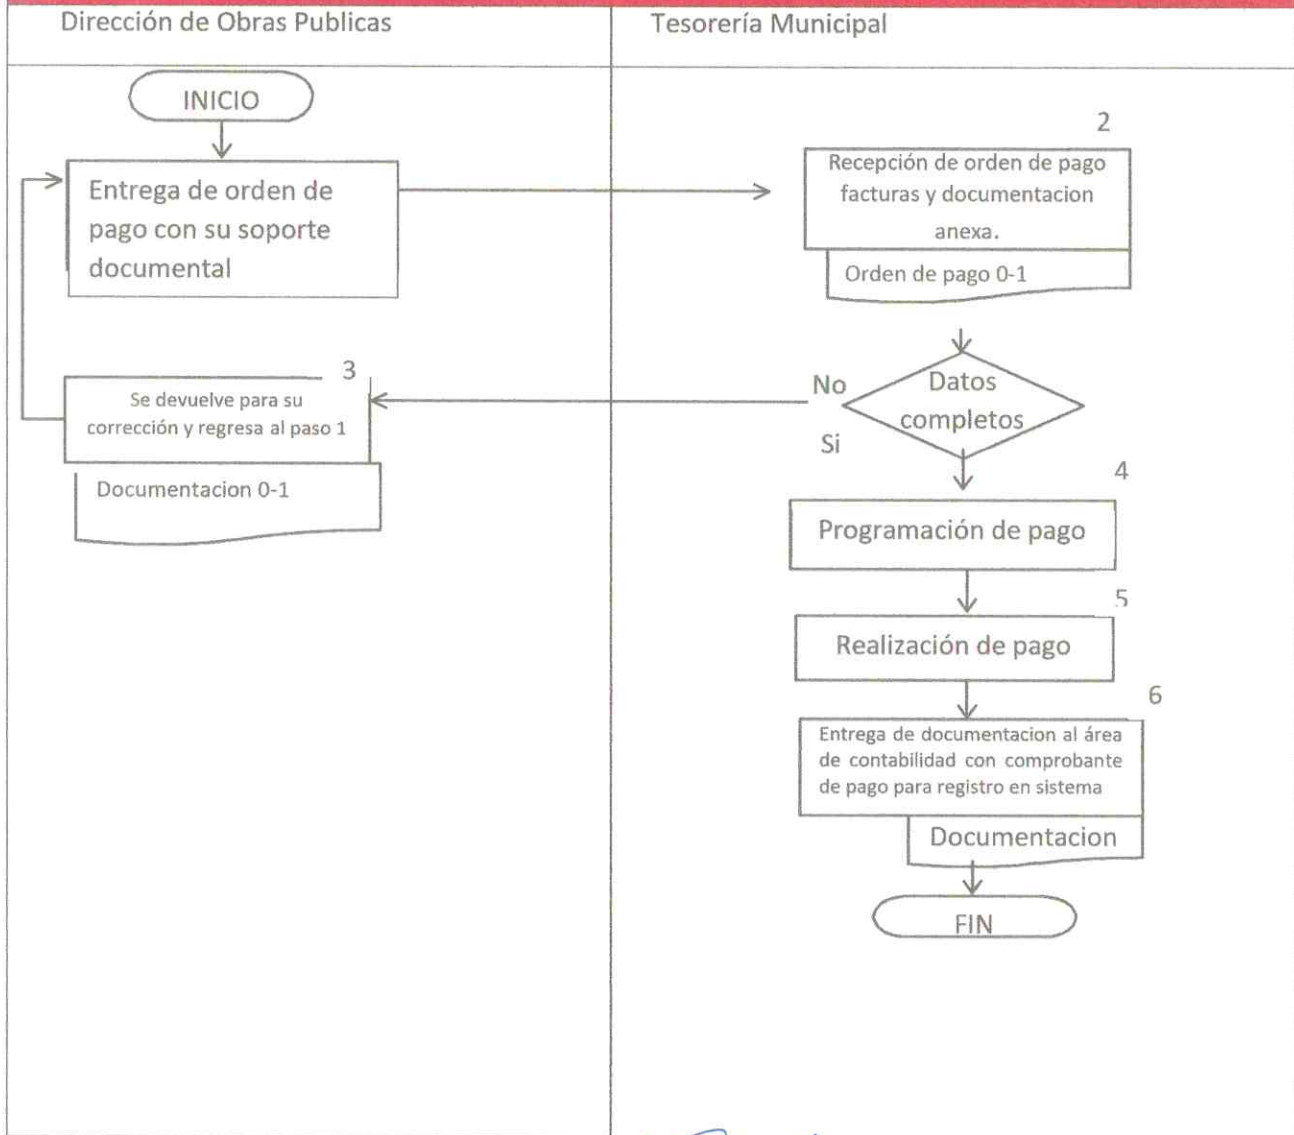 Dirección de Obras Publicas
Tesorería Municipal
INICIO
Entrega de orden de
pago con su soporte
documental
2
Recepción de orden de pago
facturas y documentacion
anexa.
Orden de pago 0-1
Datos
completos
No
Si
3
Se devuelve para su
corrección y regresa al paso 1
Documentacion 0-1
4
Programación de pago
5
Realización de pago
6
Entrega de documentacion al área
de contabilidad con comprobante
de pago para registro en sistema
Documentacion
FIN